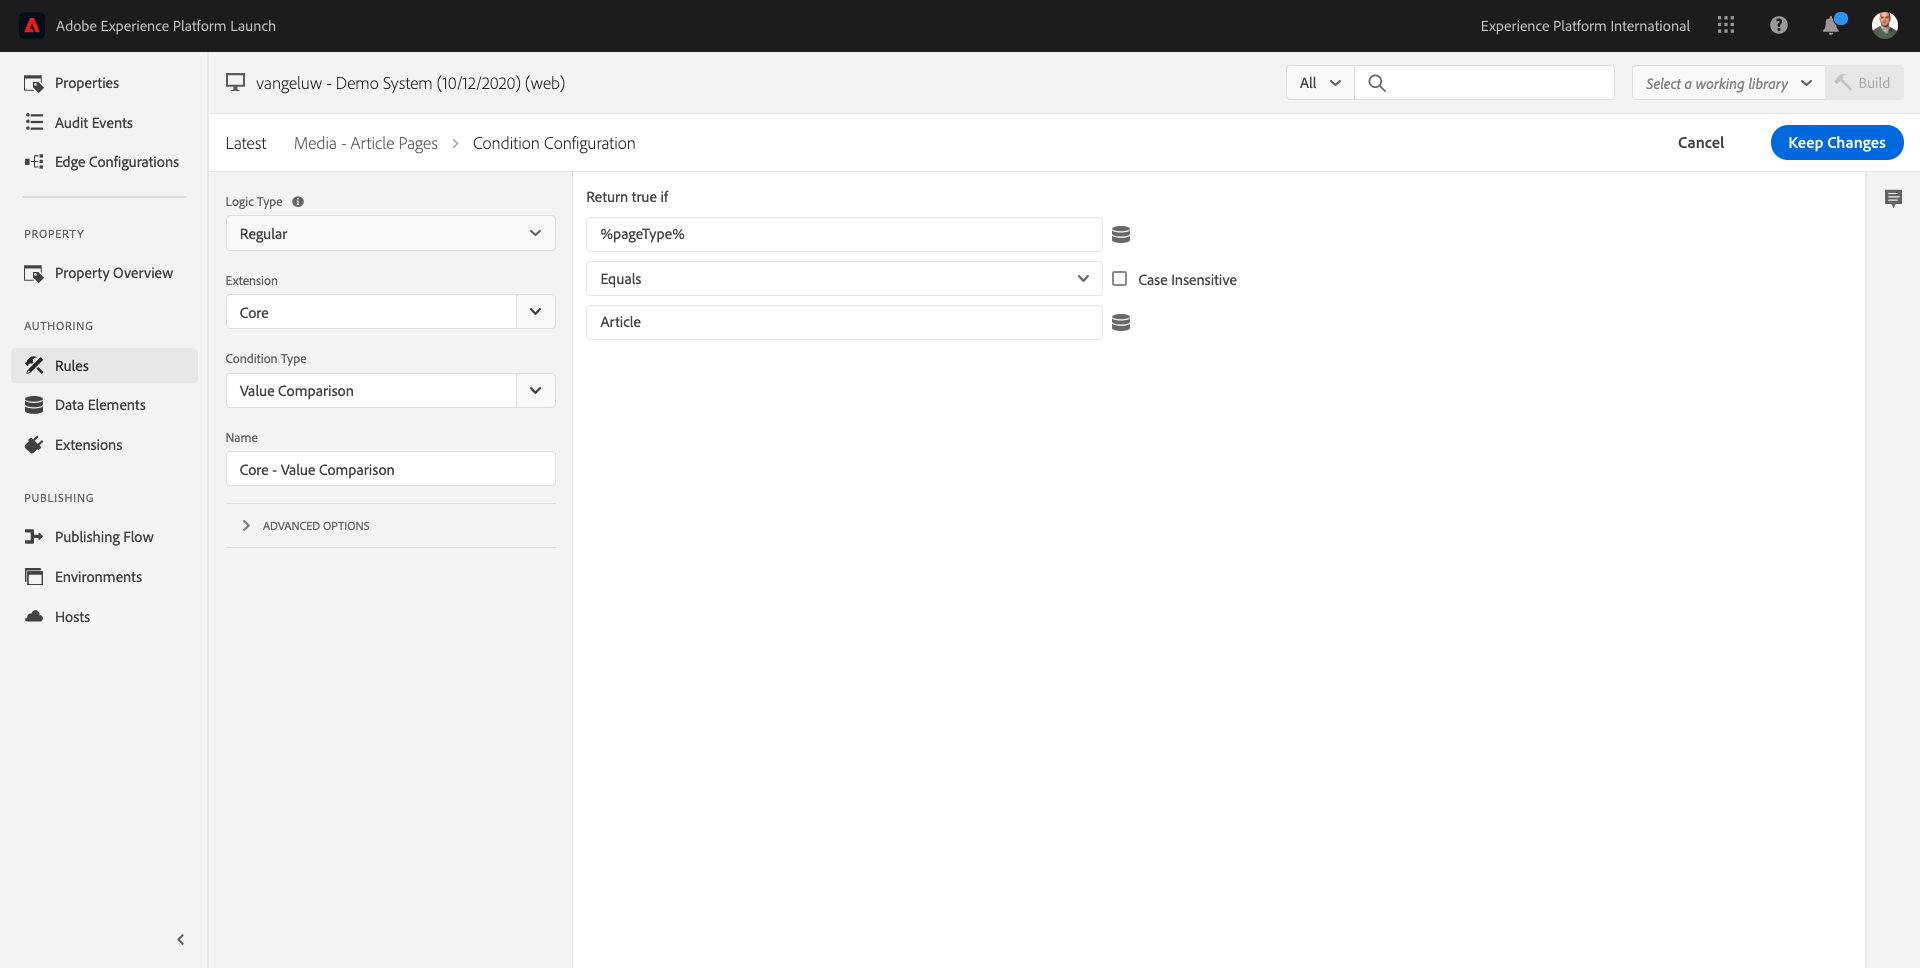 Adobe Experience Platform Launch
Experience Platform International
Properties
Audit Events
Edge Configurations
PROPERTY
Property Overview
AUTHORING
Rules
Data Elements
Extensions
PUBLISHING
Publishing Flow
Environments
Hosts
vangeluw - Demo System (10/12/2020) (web)
All
Select a working library
Build
Latest
Media - Article Pages
Condition Configuration
Cancel
Keep Changes
Logic Type
Regular
Extension
Core
Condition Type
Value Comparison
Name
Core - Value Comparison
ADVANCED OPTIONS
Return true if
%pageType%
Equals
Case Insensitive
Article